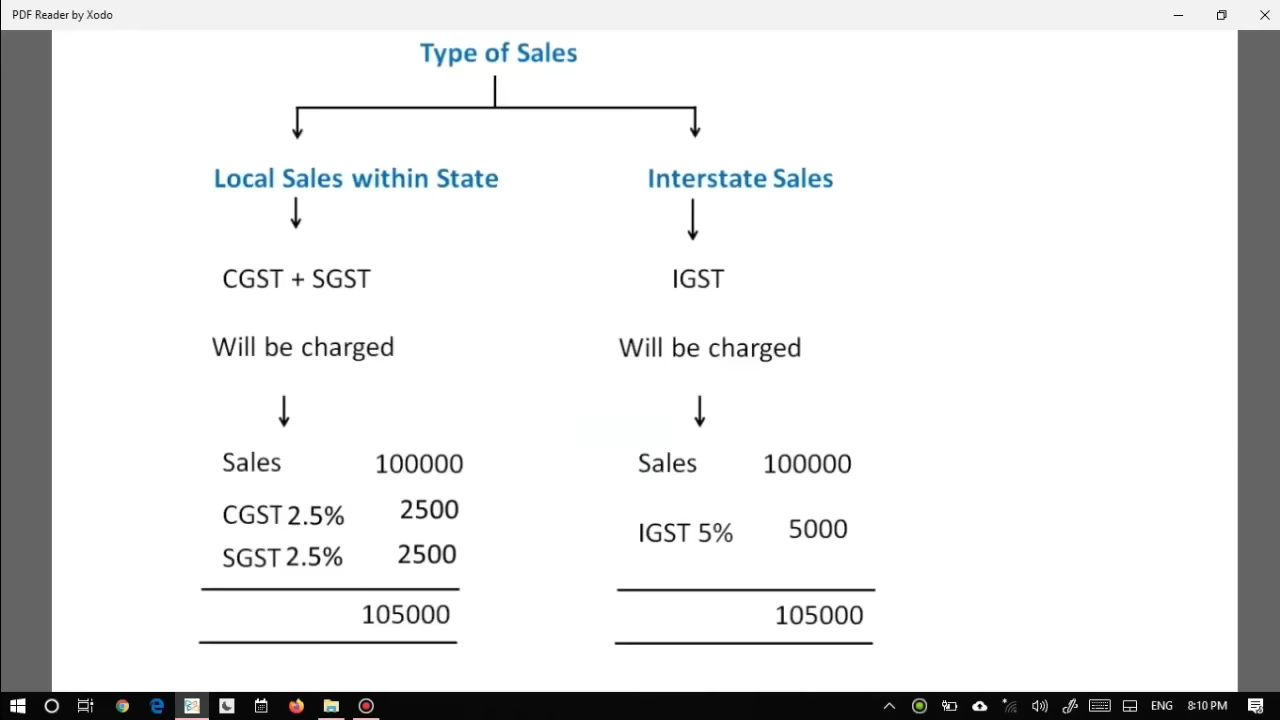 PDF Reader by Xodo
Type of Sales
Local Sales within State
CGST + SGST
Will be charged
Sales 100000
CGST 2.5% 2500
SGST 2.5% 2500
105000
Interstate Sales
IGST
Will be charged
Sales 100000
IGST 5% 5000
105000
ENG 8:10 PM